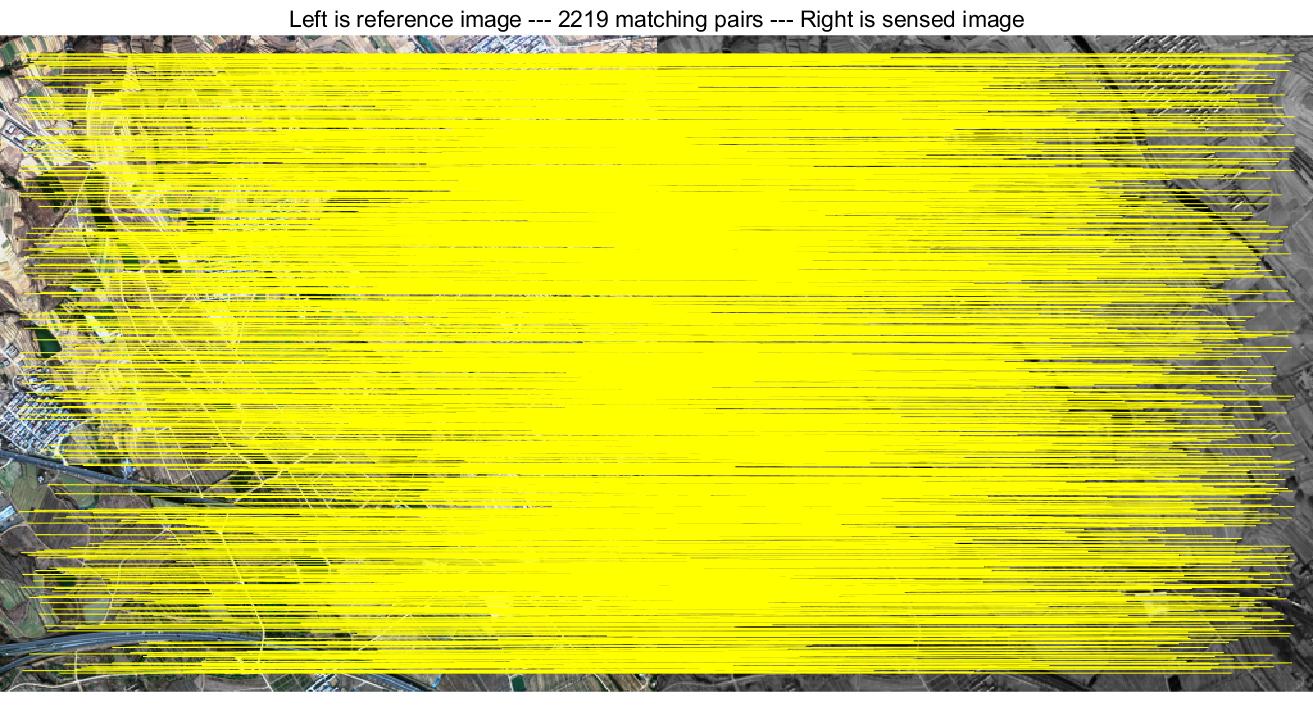 Left is reference image --- 2219 matching pairs --- Right is sensed image